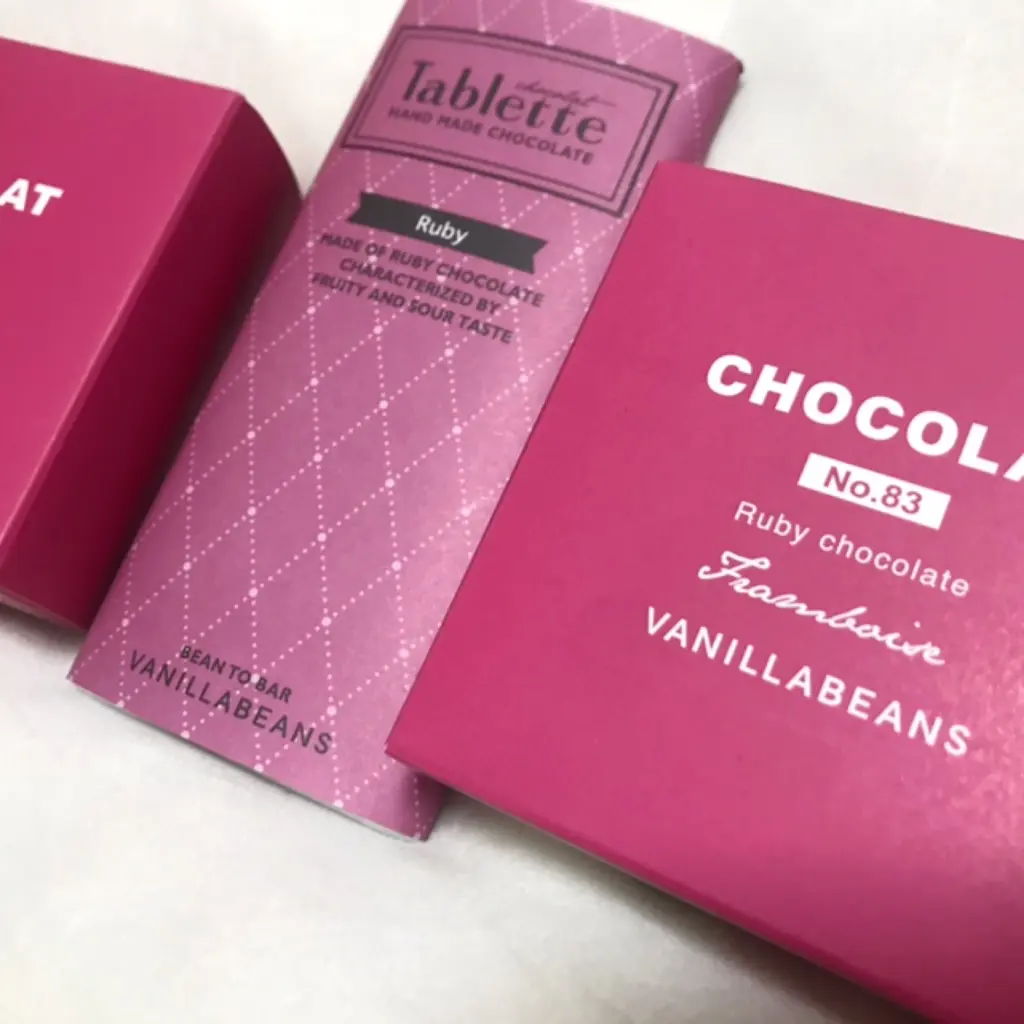 AT
chocolat
Tablette
HAND MADE CHOCOLATE
Ruby
MADE OF RUBY CHOCOLATE
CHARACTERIZED BY
FRUITY AND SOUR TASTE
BEAN TO BAR
VANILLABEANS
CHOCOLA
No.83
Ruby chocolate
Framboise
VANILLABEANS